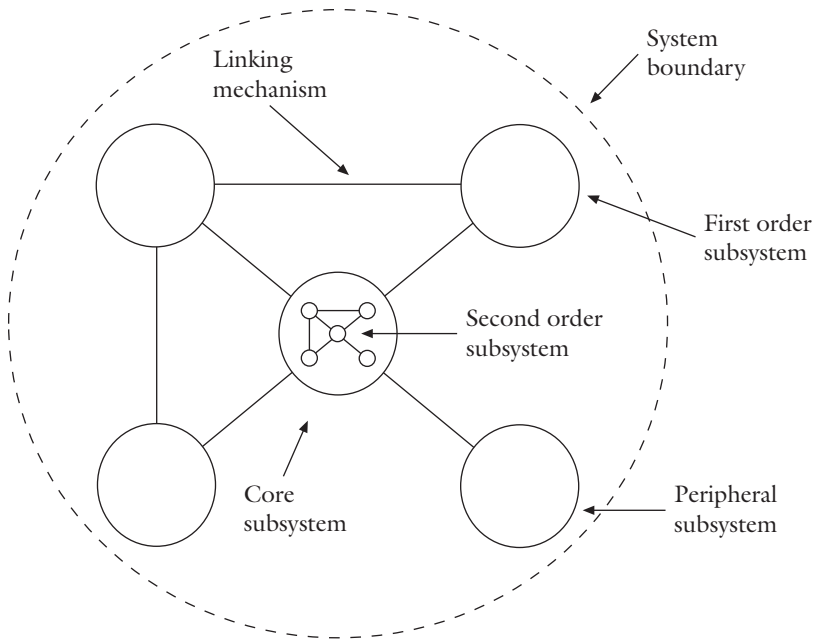 System
boundary
Linking
mechanism
First order
subsystem
Second order
subsystem
Core
subsystem
Peripheral
subsystem